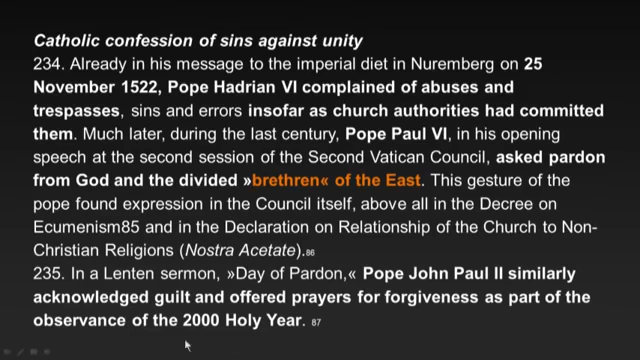 Catholic confession of sins against unity
234. Already in his message to the imperial diet in Nuremberg on 25
November 1522, Pope Hadrian VI complained of abuses and
trespasses, sins and errors insofar as church authorities had committed
them. Much later, during the last century, Pope Paul VI, in his opening
speech at the second session of the Second Vatican Council, asked pardon
from God and the divided »brethren« of the East. This gesture of the
pope found expression in the Council itself, above all in the Decree on
Ecumenism85 and in the Declaration on Relationship of the Church to Non-
Christian Religions (Nostra Acetate).86
235. In a Lenten sermon, »Day of Pardon,« Pope John Paul II similarly
acknowledged guilt and offered prayers for forgiveness as part of the
observance of the 2000 Holy Year. 87